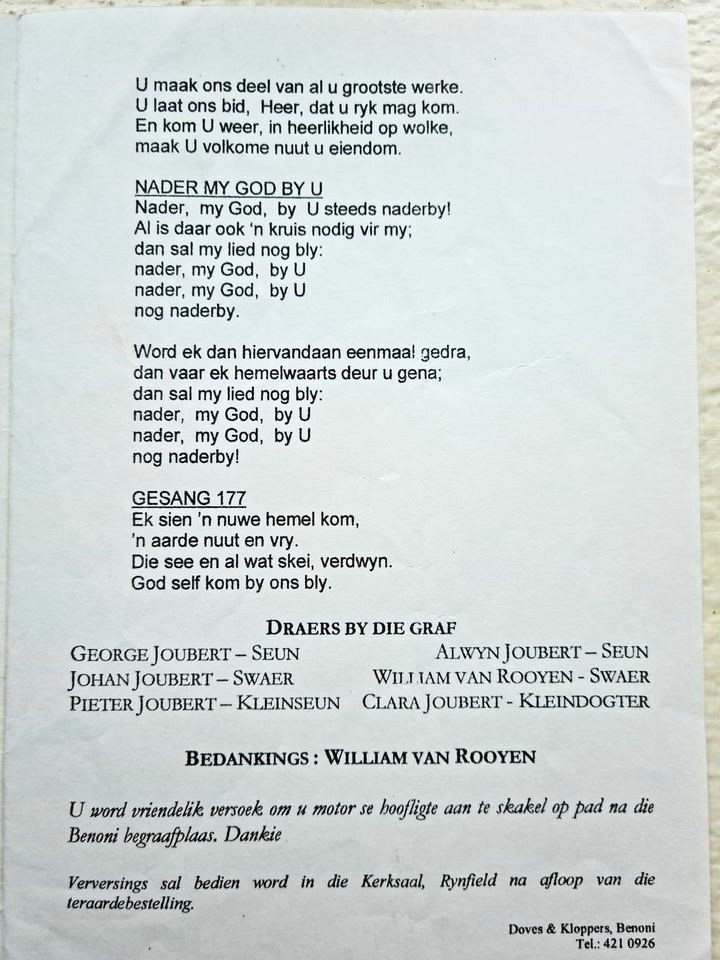 U maak ons deel van al u grootste werke.
U laat ons bid, Heer, dat u ryk mag kom.
En kom U weer, in heerlikheid op wolke,
maak U volkome nuut u eiendom.
NADER MY GOD BY U
Nader, my God, by U steeds naderby!
Al is daar ook 'n kruis nodig vir my;
dan sal my lied nog bly:
nader, my God, by U
nader, my God, by U
nog naderby.
Word ek dan hiervandaan eenmaal gedra,
dan vaar ek hemelwaarts deur u gena;
dan sal my lied nog bly:
nader, my God, by U
nader, my God, by U
nog naderby!
GESANG 177
Ek sien 'n nuwe hemel kom,
'n aarde nuut en vry.
Die see en al wat skei, verdwyn.
God self kom by ons bly.
DRAERS BY DIE GRAF
GEORGE JOUBERT – SEUN ALWYN JOUBERT – SEUN
JOHAN JOUBERT – SWAER WILLIAM VAN ROOYEN - SWAER
PIETER JOUBERT – KLEINSEUN CLARA JOUBERT - KLEINDOGTER
BEDANKINGS : WILLIAM VAN ROOYEN
U word vriendelik versoek om u motor se hoofligte aan te skakel op pad na die
Benoni begraafplaas. Dankie
Verversings sal bedien word in die Kerksaal, Rynfield na afloop van die
teraardebestelling.
Doves & Kloppers, Benoni
Tel.: 421 0926